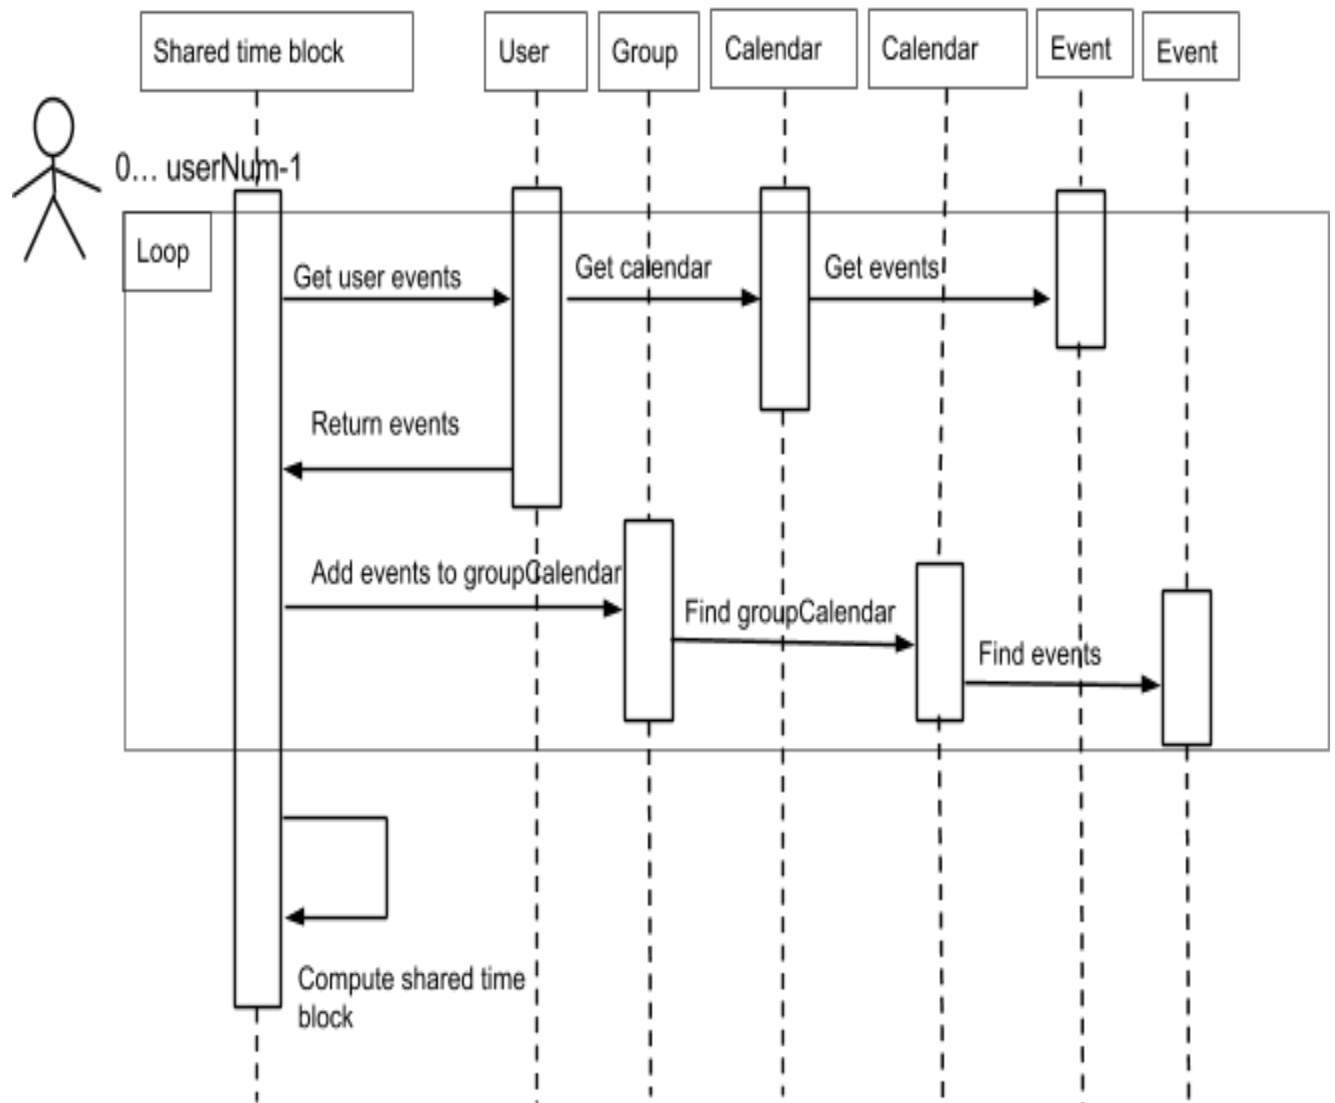 Shared time block
User
Group
Calendar
Calendar
Event
Event
0... userNum-1
Loop
Get user events
Get calendar
Get events
Return events
Add events to groupCalendar
Find groupCalendar
Find events
Compute shared time
block